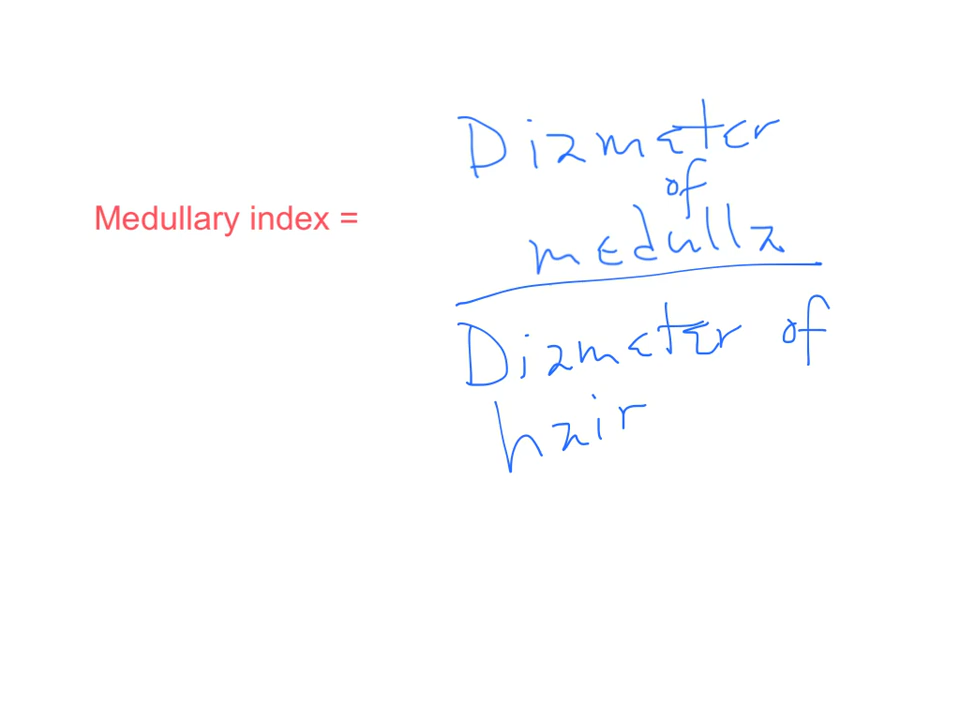 Medullary index =
Diameter
of
medulla
Diameter of
hair